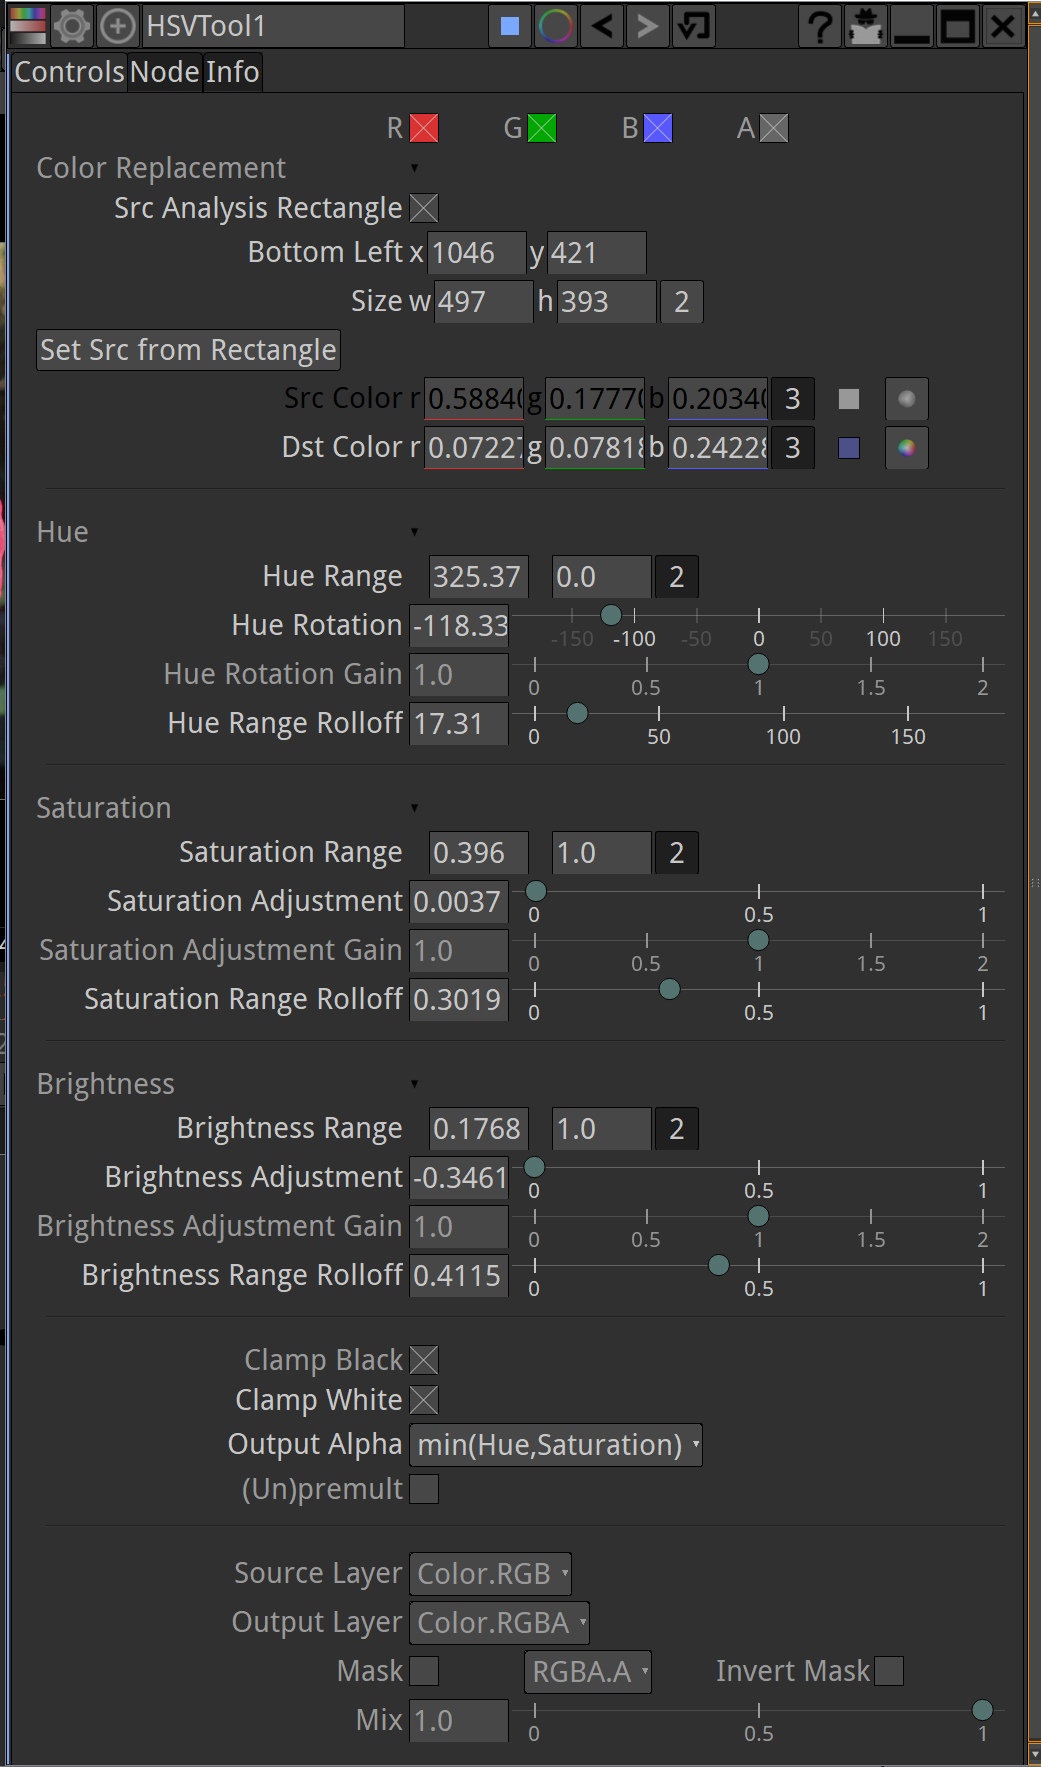 HSVTool1
Controls Node Info
R G B A
Color Replacement
Src Analysis Rectangle
Bottom Left x 1046 y 421
Size w 497 h 393 2
Set Src from Rectangle
Src Color r 0.5884 g 0.1777 b 0.2034 3
Dst Color r 0.0722 g 0.0781 b 0.2422 3
Hue
Hue Range 325.37 0.0 2
Hue Rotation -118.33 -150 -100 -50 0 50 100 150
Hue Rotation Gain 1.0 0 0.5 1 1.5 2
Hue Range Rolloff 17.31 0 50 100 150
Saturation
Saturation Range 0.396 1.0 2
Saturation Adjustment 0.0037 0 0.5 1
Saturation Adjustment Gain 1.0 0 0.5 1 1.5 2
Saturation Range Rolloff 0.3019 0 0.5 1
Brightness
Brightness Range 0.1768 1.0 2
Brightness Adjustment -0.3461 0 0.5 1
Brightness Adjustment Gain 1.0 0 0.5 1 1.5 2
Brightness Range Rolloff 0.4115 0 0.5 1
Clamp Black
Clamp White
Output Alpha min(Hue,Saturation)
(Un)premult
Source Layer Color.RGB
Output Layer Color.RGBA
Mask RGBA.A Invert Mask
Mix 1.0 0 0.5 1